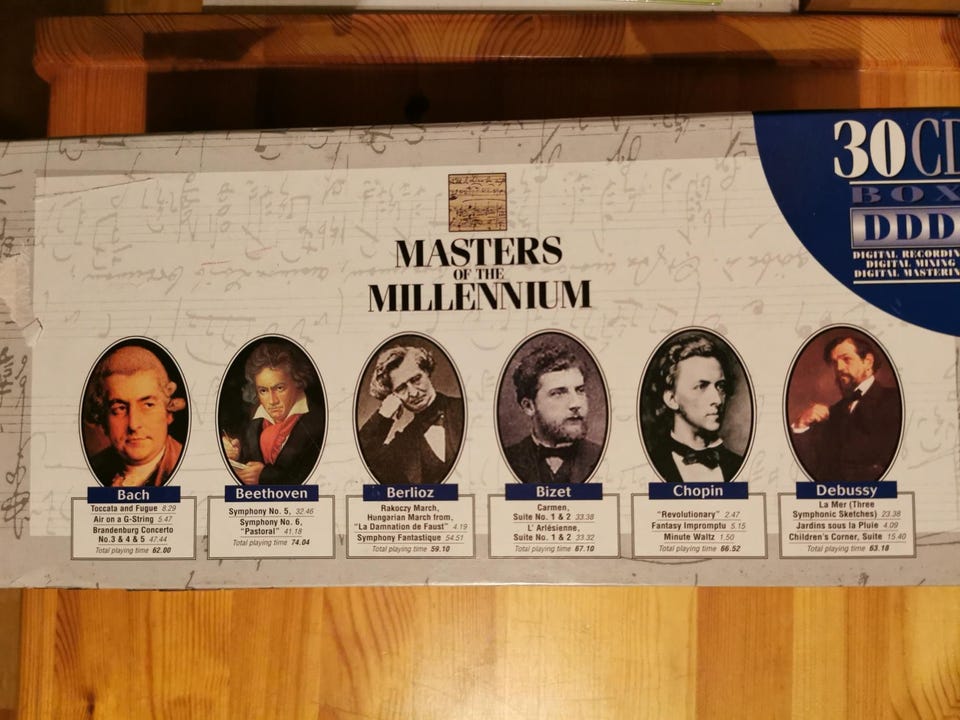 30 CD
BOX
DDD
DIGITAL RECORDIN
DIGITAL MIXING
DIGITAL MASTERIN
MASTERS
OF THE
MILLENNIUM
Bach
Toccata and Fugue 8.29
Air on a G-String 5.47
Brandenburg Concerto
No.3 & 4 & 5 47.44
Total playing time 62.00
Beethoven
Symphony No. 5, 32.46
Symphony No. 6,
"Pastoral" 41.18
Total playing time 74.04
Berlioz
Rakoczy March,
Hungarian March from,
"La Damnation de Faust" 4.19
Symphony Fantastique 54.51
Total playing time 59.10
Bizet
Carmen,
Suite No. 1 & 2 33.38
L' Arlésienne,
Suite No. 1 & 2 33.32
Total playing time 67.10
Chopin
"Revolutionary" 2.47
Fantasy Impromptu 5.15
Minute Waltz 1.50
Total playing time 66.52
Debussy
La Mer (Three
Symphonic Sketches) 23.38
Jardins sous la Pluie 4.09
Children's Corner, Suite 15.40
Total playing time 63.18